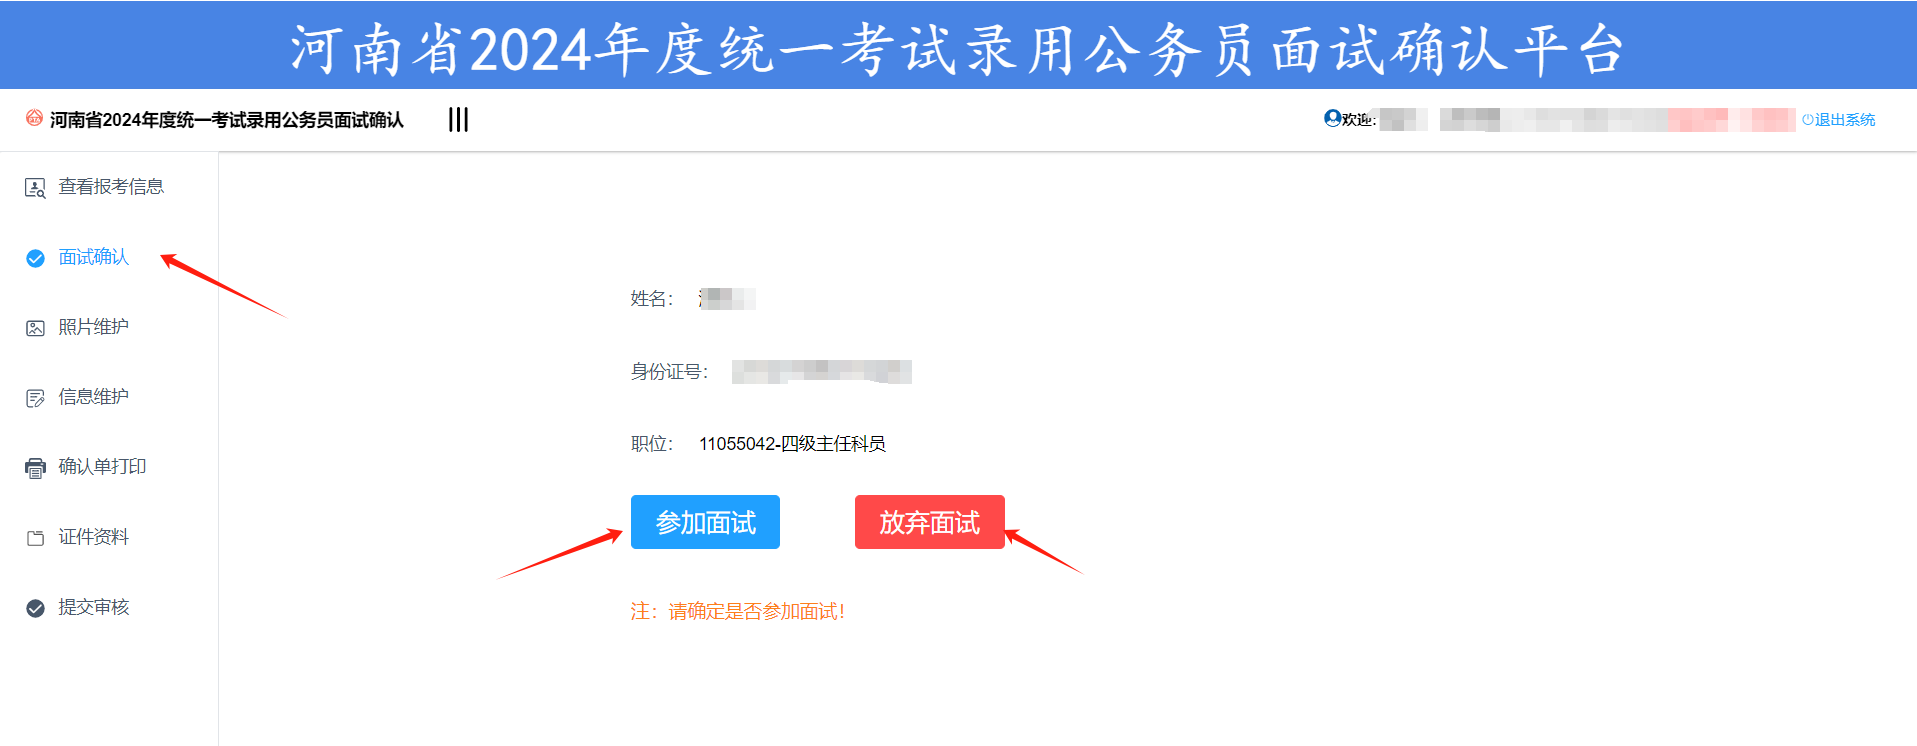 河南省2024年度统一考试录用公务员面试确认平台
河南省2024年度统一考试录用公务员面试确认
欢迎:
退出系统
查看报考信息
面试确认
照片维护
信息维护
确认单打印
证件资料
提交审核
姓名：
身份证号：
职位： 11055042-四级主任科员
参加面试 放弃面试
注：请确定是否参加面试！